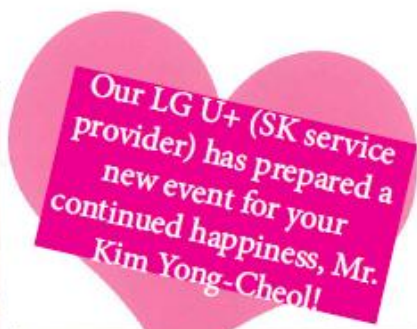 Our LG U+ (SK service
provider) has prepared a
new event for your
continued happiness, Mr.
Kim Yong-Cheol!